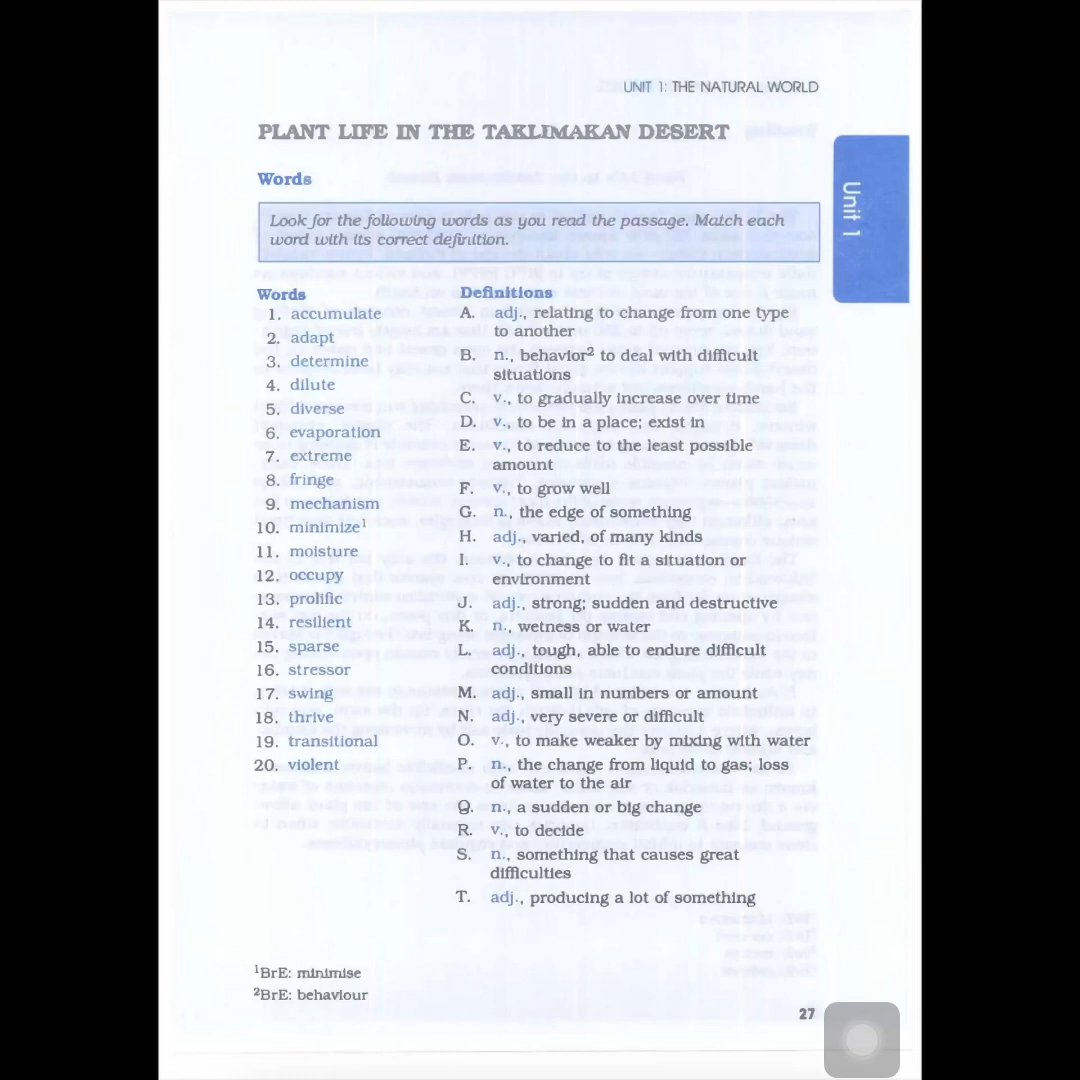 UNIT 1: THE NATURAL WORLD
PLANT LIFE IN THE TAKLIMAKAN DESERT
Words
Look for the following words as you read the passage. Match each
word with its correct definition.
Unit 1
Words
1. accumulate
2. adapt
3. determine
4. dilute
5. diverse
6. evaporation
7. extreme
8. fringe
9. mechanism
10. minimize¹
11. moisture
12. occupy
13. prolific
14. resilient
15. sparse
16. stressor
17. swing
18. thrive
19. transitional
20. violent
Definitions
A. adj., relating to change from one type
to another
B. n., behavior² to deal with difficult
situations
C. v., to gradually increase over time
D. v., to be in a place; exist in
E. v., to reduce to the least possible
amount
F. v., to grow well
G. n., the edge of something
H. adj., varied, of many kinds
I. v., to change to fit a situation or
environment
J. adj., strong; sudden and destructive
K. n., wetness or water
L. adj., tough, able to endure difficult
conditions
M. adj., small in numbers or amount
N. adj., very severe or difficult
O. v., to make weaker by mixing with water
P. n., the change from liquid to gas; loss
of water to the air
Q. n., a sudden or big change
R. v., to decide
S. n., something that causes great
difficulties
T. adj., producing a lot of something
¹BrE: minimise
²BrE: behaviour
27